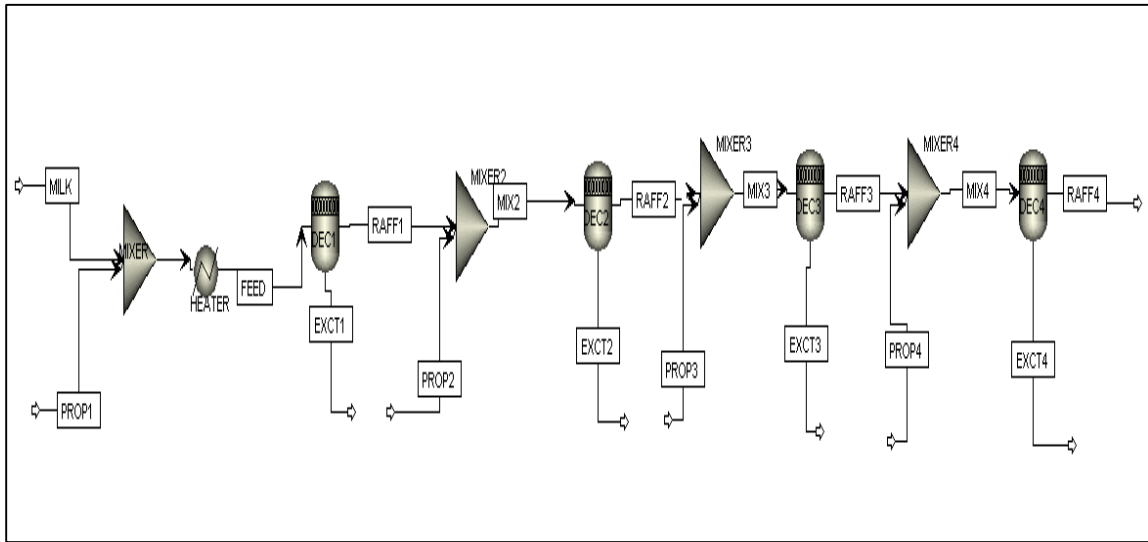 MILK
PROP1
MIXER
HEATER
FEED
DEC1
EXCT1
RAFF1
PROP2
MIXER2
MIX2
DEC2
EXCT2
RAFF2
PROP3
MIXER3
MIX3
DEC3
EXCT3
RAFF3
PROP4
MIXER4
MIX4
DEC4
EXCT4
RAFF4